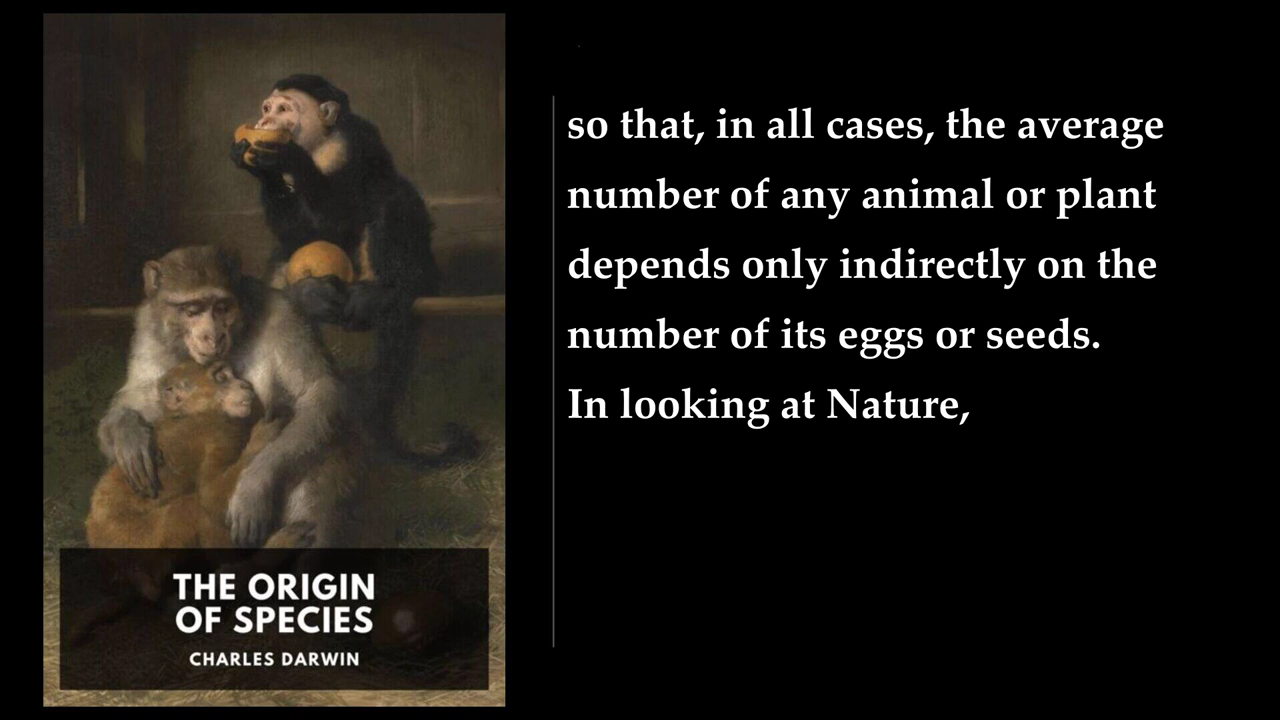 so that, in all cases, the average
number of any animal or plant
depends only indirectly on the
number of its eggs or seeds.
In looking at Nature,
THE ORIGIN
OF SPECIES
CHARLES DARWIN